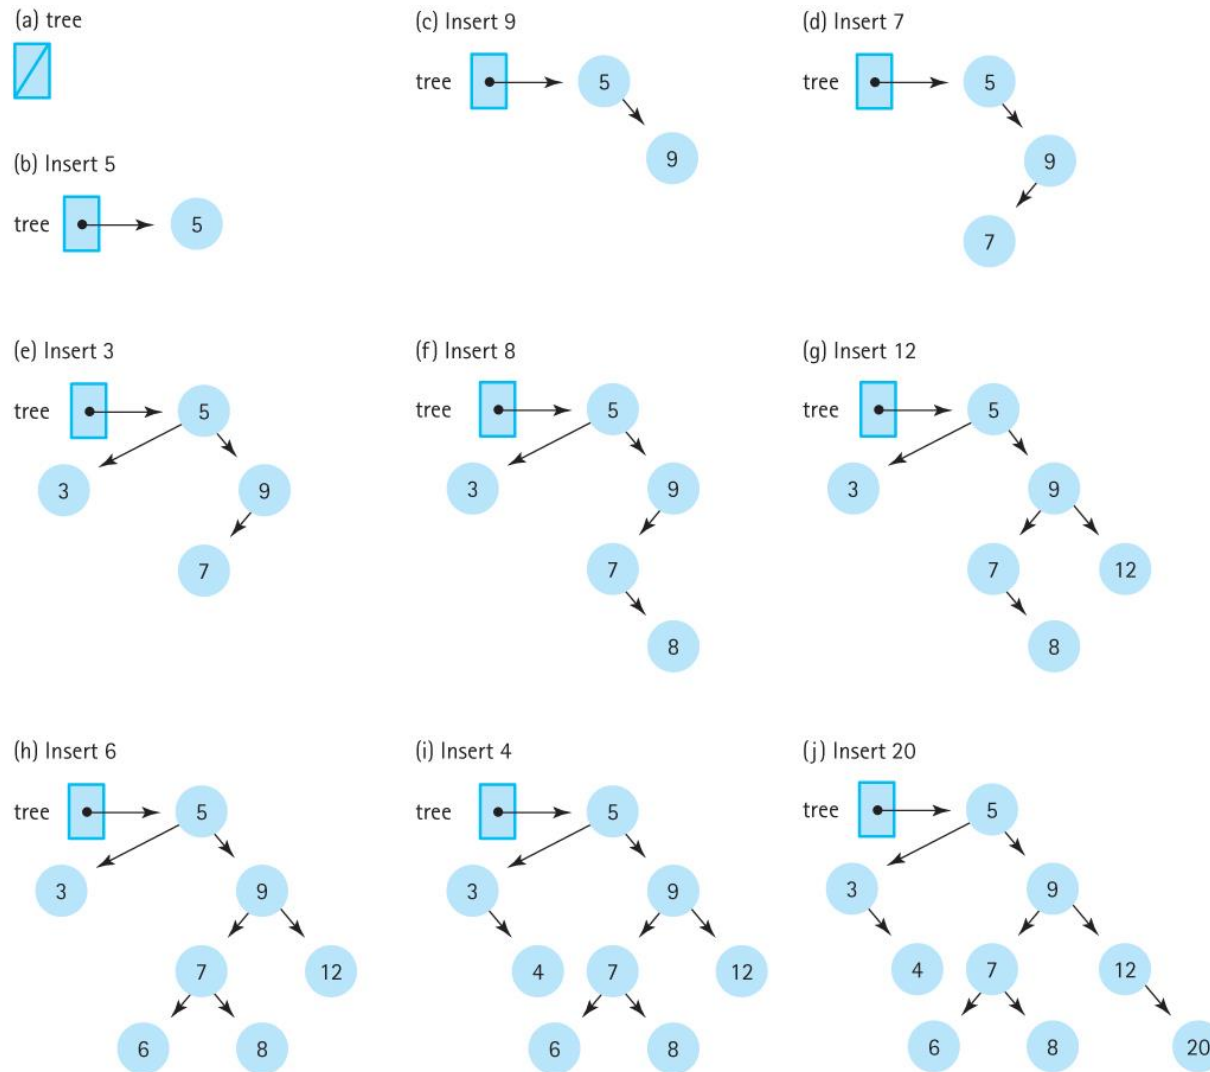 (a) tree
(b) Insert 5
tree
5
(c) Insert 9
tree
5
9
(d) Insert 7
tree
5
9
7
(e) Insert 3
tree
5
3
9
7
(f) Insert 8
tree
5
3
9
7
8
(g) Insert 12
tree
5
3
9
7
12
8
(h) Insert 6
tree
5
3
9
7
12
6
8
(i) Insert 4
tree
5
3
9
4
7
12
6
8
(j) Insert 20
tree
5
3
9
4
7
12
6
8
20